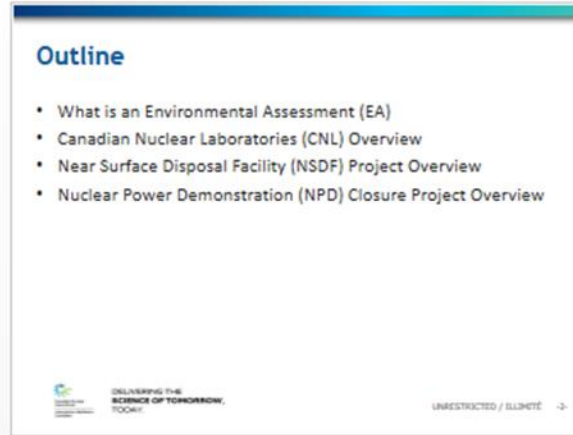 Outline
• What is an Environmental Assessment (EA)
• Canadian Nuclear Laboratories (CNL) Overview
• Near Surface Disposal Facility (NSDF) Project Overview
• Nuclear Power Demonstration (NPD) Closure Project Overview
DELIVERING THE
SCIENCE OF TOMORROW,
TODAY.
UNRESTRICTED / ILLIMITÉ -2-